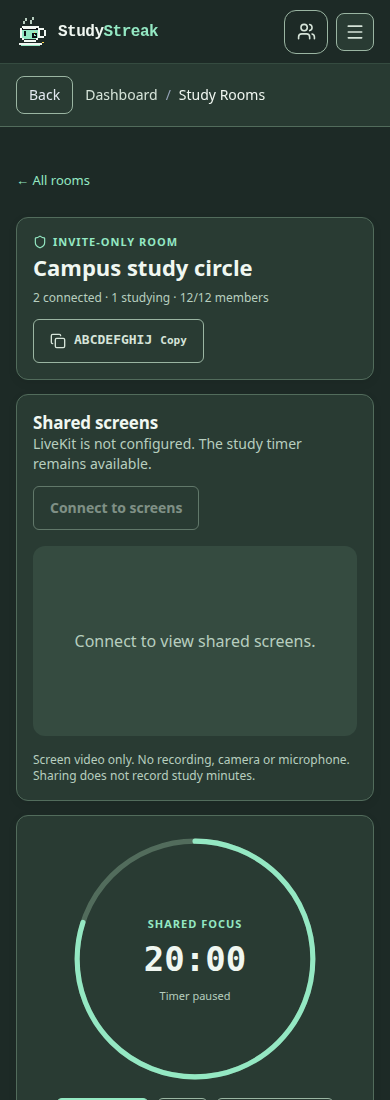 StudyStreak
Back
Dashboard / Study Rooms
← All rooms
INVITE-ONLY ROOM
Campus study circle
2 connected · 1 studying · 12/12 members
ABCDEFGHIJ Copy
Shared screens
LiveKit is not configured. The study timer
remains available.
Connect to screens
Connect to view shared screens.
Screen video only. No recording, camera or microphone.
Sharing does not record study minutes.
SHARED FOCUS
20:00
Timer paused